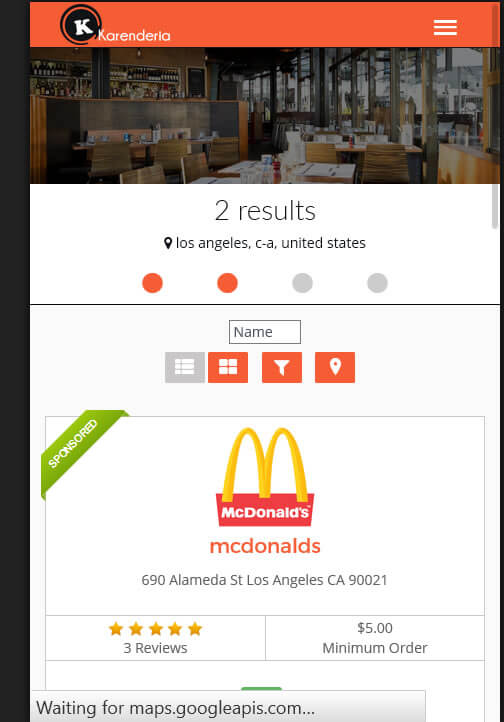 K
Karenderia
2 results
los angeles, c-a, united states
Name
SPONSORED
McDonald's
mcdonalds
690 Alameda St Los Angeles CA 90021
3 Reviews
$5.00
Minimum Order
Waiting for maps.googleapis.com...